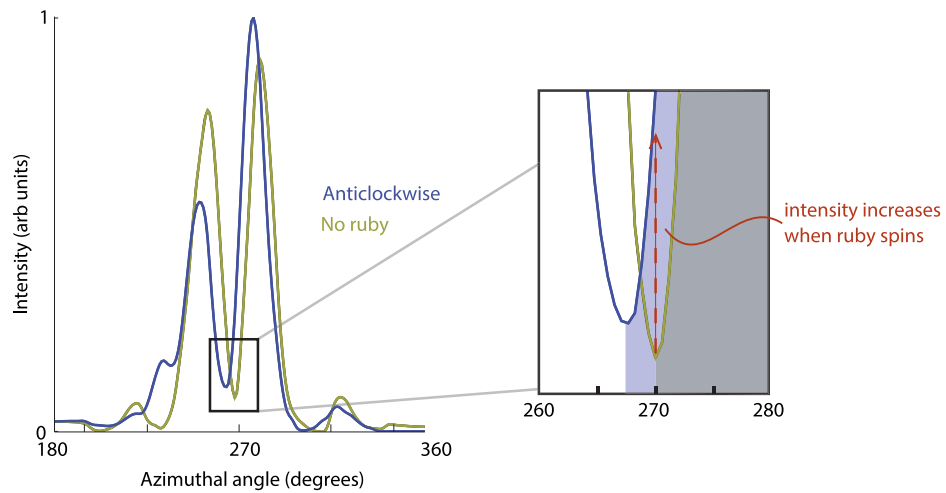 1
Intensity (arb units)
Anticlockwise
No ruby
0
180
270
360
Azimuthal angle (degrees)
260
270
280
intensity increases
when ruby spins